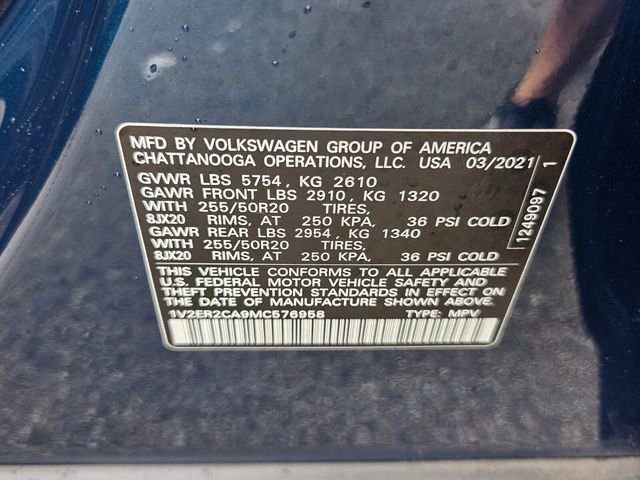 MFD BY VOLKSWAGEN GROUP OF AMERICA
CHATTANOOGA OPERATIONS, LLC. USA 03/2021
GVWR LBS 5754, KG 2610
GAWR FRONT LBS 2910, KG 1320
WITH 255/50R20 TIRES,
8JX20 RIMS, AT 250 KPA, 36 PSI COLD
GAWR REAR LBS 2954, KG 1340
WITH 255/50R20 TIRES,
8JX20 RIMS, AT 250 KPA, 36 PSI COLD
THIS VEHICLE CONFORMS TO ALL APPLICABLE
U.S. FEDERAL MOTOR VEHICLE SAFETY AND
THEFT PREVENTION STANDARDS IN EFFECT ON THE
DATE OF MANUFACTURE SHOWN ABOVE.
1V2ER2CA9MC576958 TYPE: MPV
1249097 1